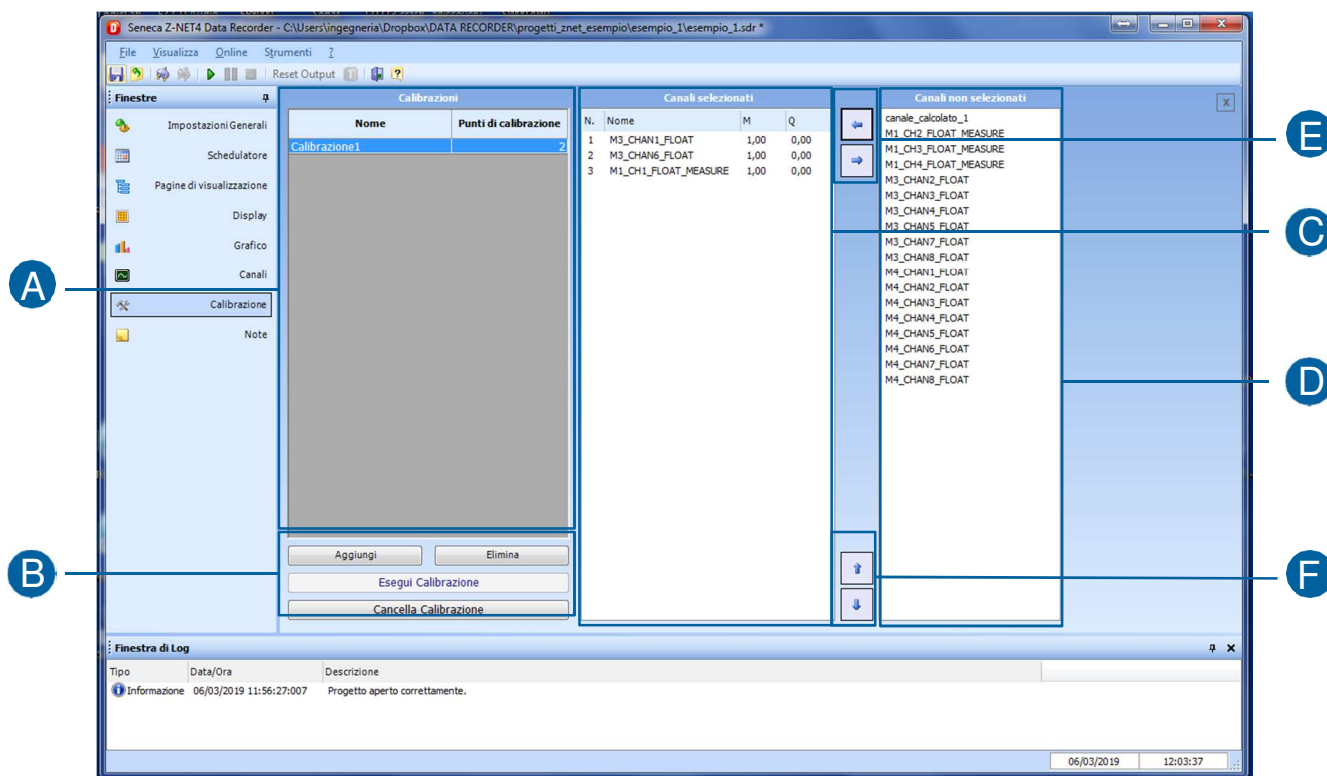 Seneca Z-NET4 Data Recorder - C:\Users\ingegneria\Dropbox\DATA RECORDER\progetti_znet_esempio\esempio_1\esempio_1.sdr *
File Visualizza Online Strumenti ?
Reset Output
Finestre
Impostazioni Generali
Schedulatore
Pagine di visualizzazione
Display
Grafico
Canali
Calibrazione
Note
Calibrazioni
Nome Punti di calibrazione
Calibrazione1 2
Aggiungi Elimina
Esegui Calibrazione
Cancella Calibrazione
Canali selezionati
N. Nome M Q
1 M3_CHAN1_FLOAT 1,00 0,00
2 M3_CHAN6_FLOAT 1,00 0,00
3 M1_CH1_FLOAT_MEASURE 1,00 0,00
Canali non selezionati
canale_calcolato_1
M1_CH2_FLOAT_MEASURE
M1_CH3_FLOAT_MEASURE
M1_CH4_FLOAT_MEASURE
M3_CHAN2_FLOAT
M3_CHAN3_FLOAT
M3_CHAN4_FLOAT
M3_CHAN5_FLOAT
M3_CHAN7_FLOAT
M3_CHAN8_FLOAT
M4_CHAN1_FLOAT
M4_CHAN2_FLOAT
M4_CHAN3_FLOAT
M4_CHAN4_FLOAT
M4_CHAN5_FLOAT
M4_CHAN6_FLOAT
M4_CHAN7_FLOAT
M4_CHAN8_FLOAT
A
B
E
C
D
F
Finestra di Log
Tipo Data/Ora Descrizione
Informazione 06/03/2019 11:56:27:007 Progetto aperto correttamente.
06/03/2019 12:03:37